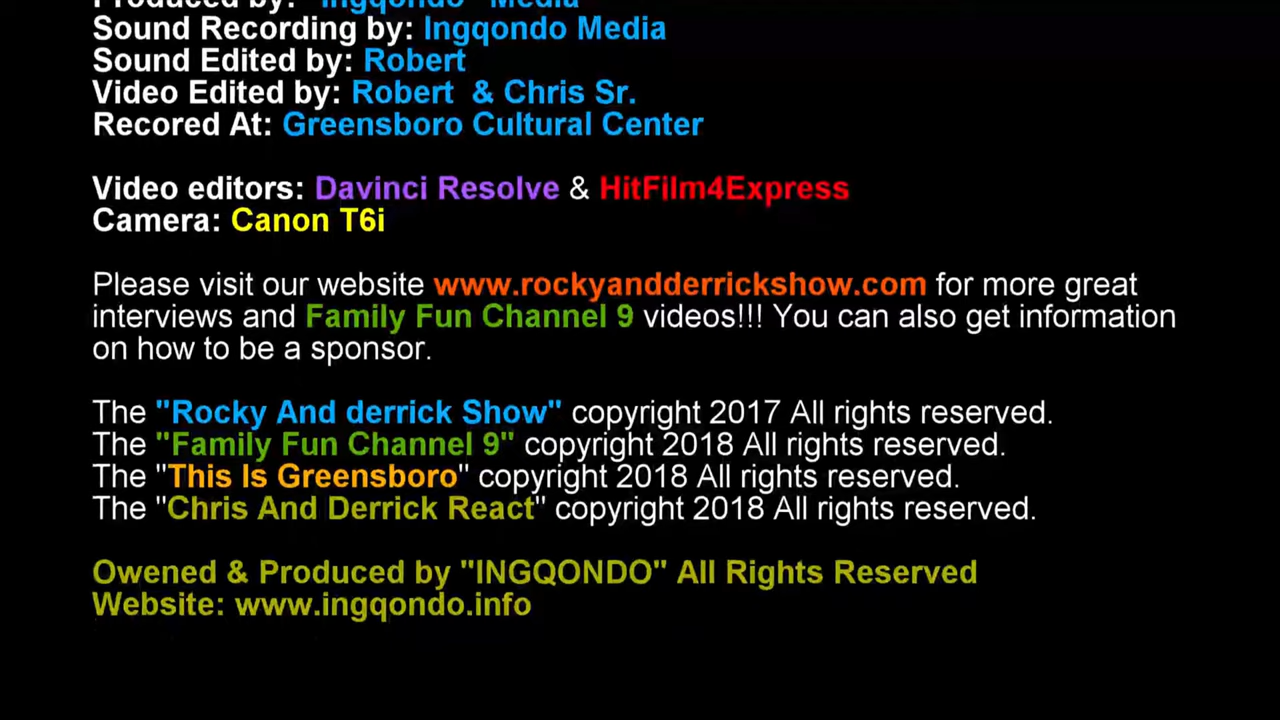 Produced by: "Ingqondo" Media
Sound Recording by: Ingqondo Media
Sound Edited by: Robert
Video Edited by: Robert & Chris Sr.
Recored At: Greensboro Cultural Center
Video editors: Davinci Resolve & HitFilm4Express
Camera: Canon T6i
Please visit our website www.rockyandderrickshow.com for more great
interviews and Family Fun Channel 9 videos!!! You can also get information
on how to be a sponsor.
The "Rocky And derrick Show" copyright 2017 All rights reserved.
The "Family Fun Channel 9" copyright 2018 All rights reserved.
The "This Is Greensboro" copyright 2018 All rights reserved.
The "Chris And Derrick React" copyright 2018 All rights reserved.
Owened & Produced by "INGQONDO" All Rights Reserved
Website: www.ingqondo.info